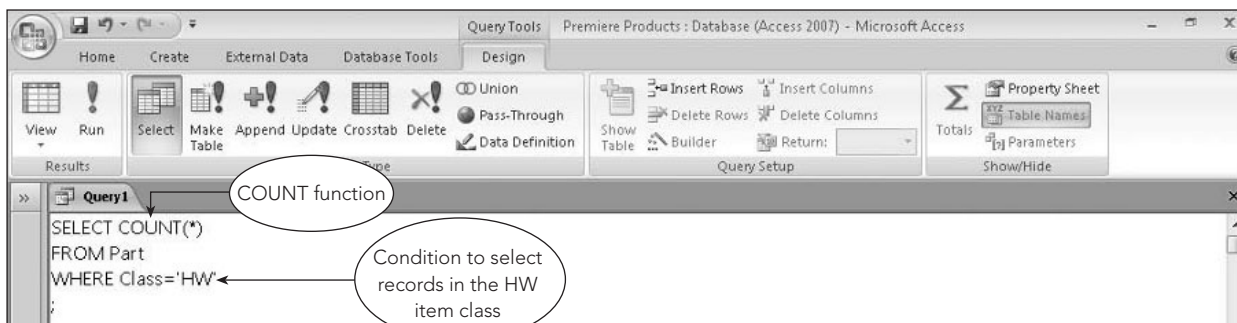 Query Tools Premiere Products : Database (Access 2007) - Microsoft Access
Home Create External Data Database Tools Design
View Run Select Make Table Append Update Crosstab Delete
Union
Pass-Through
Data Definition
Show Table
Insert Rows
Delete Rows
Builder
Insert Columns
Delete Columns
Return:
Totals
Property Sheet
Table Names
Parameters
Results
Query Setup
Show/Hide
Query1
COUNT function
SELECT COUNT(*)
FROM Part
WHERE Class='HW'
;
Condition to select
records in the HW
item class